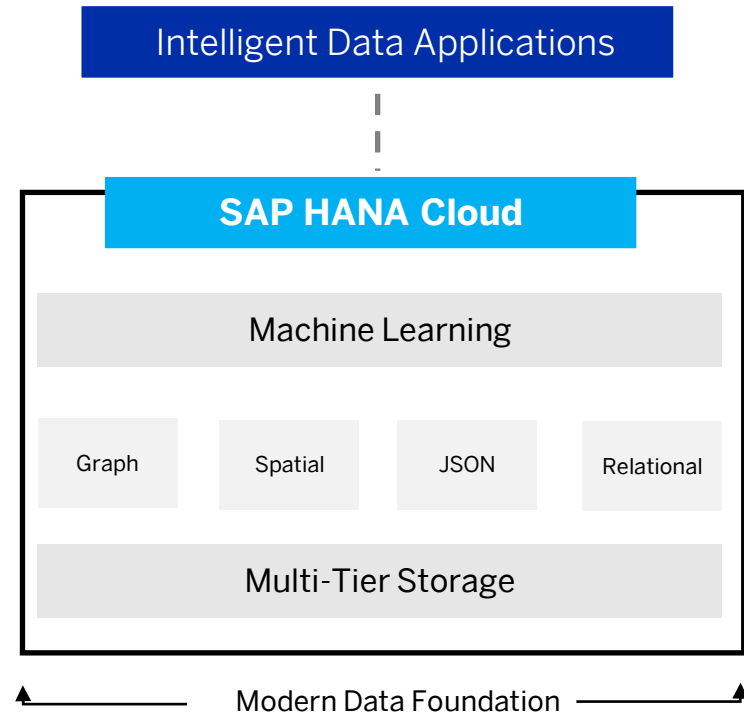 Intelligent Data Applications
SAP HANA Cloud
Machine Learning
Graph
Spatial
JSON
Relational
Multi-Tier Storage
Modern Data Foundation